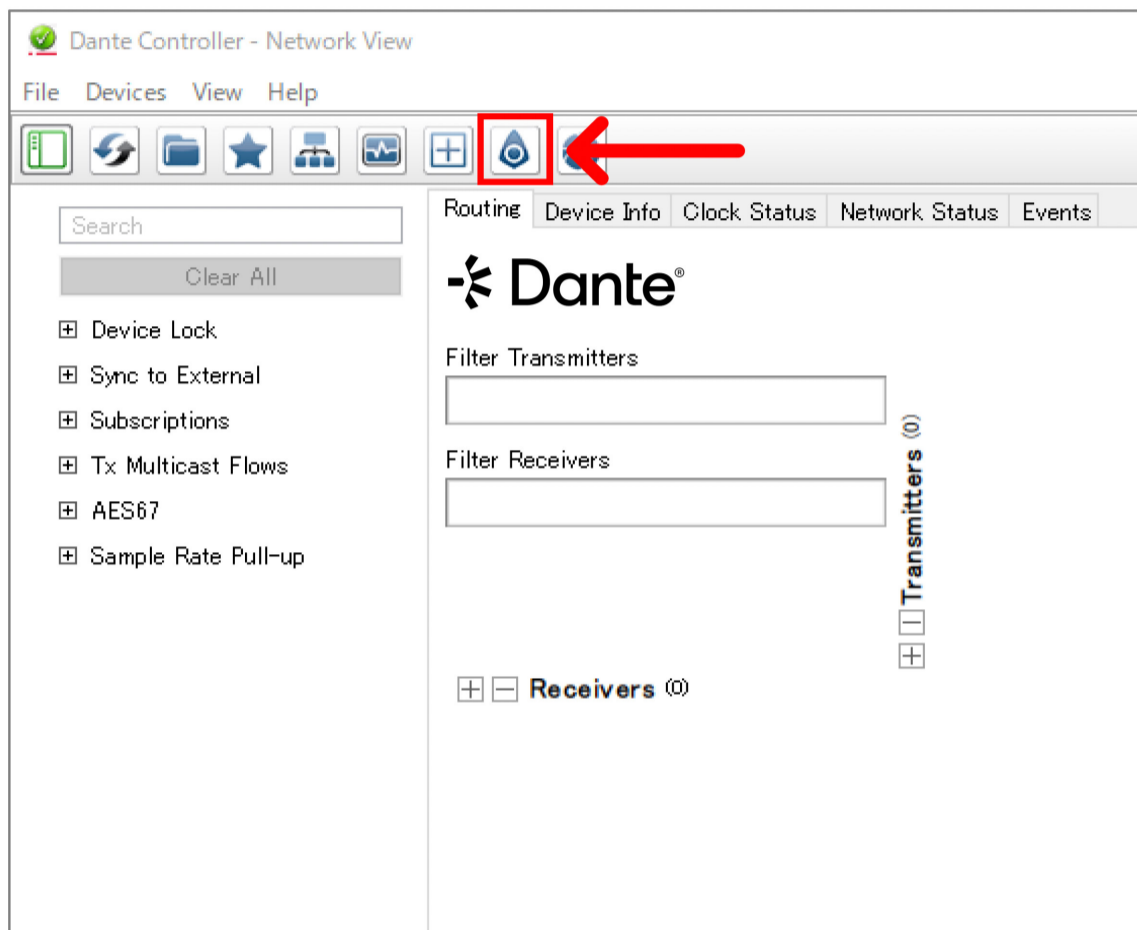 Dante Controller - Network View
File Devices View Help
Search
Clear All
Device Lock
Sync to External
Subscriptions
Tx Multicast Flows
AES67
Sample Rate Pull-up
Routing Device Info Clock Status Network Status Events
Dante®
Filter Transmitters
Filter Receivers
Transmitters (0)
Receivers (0)